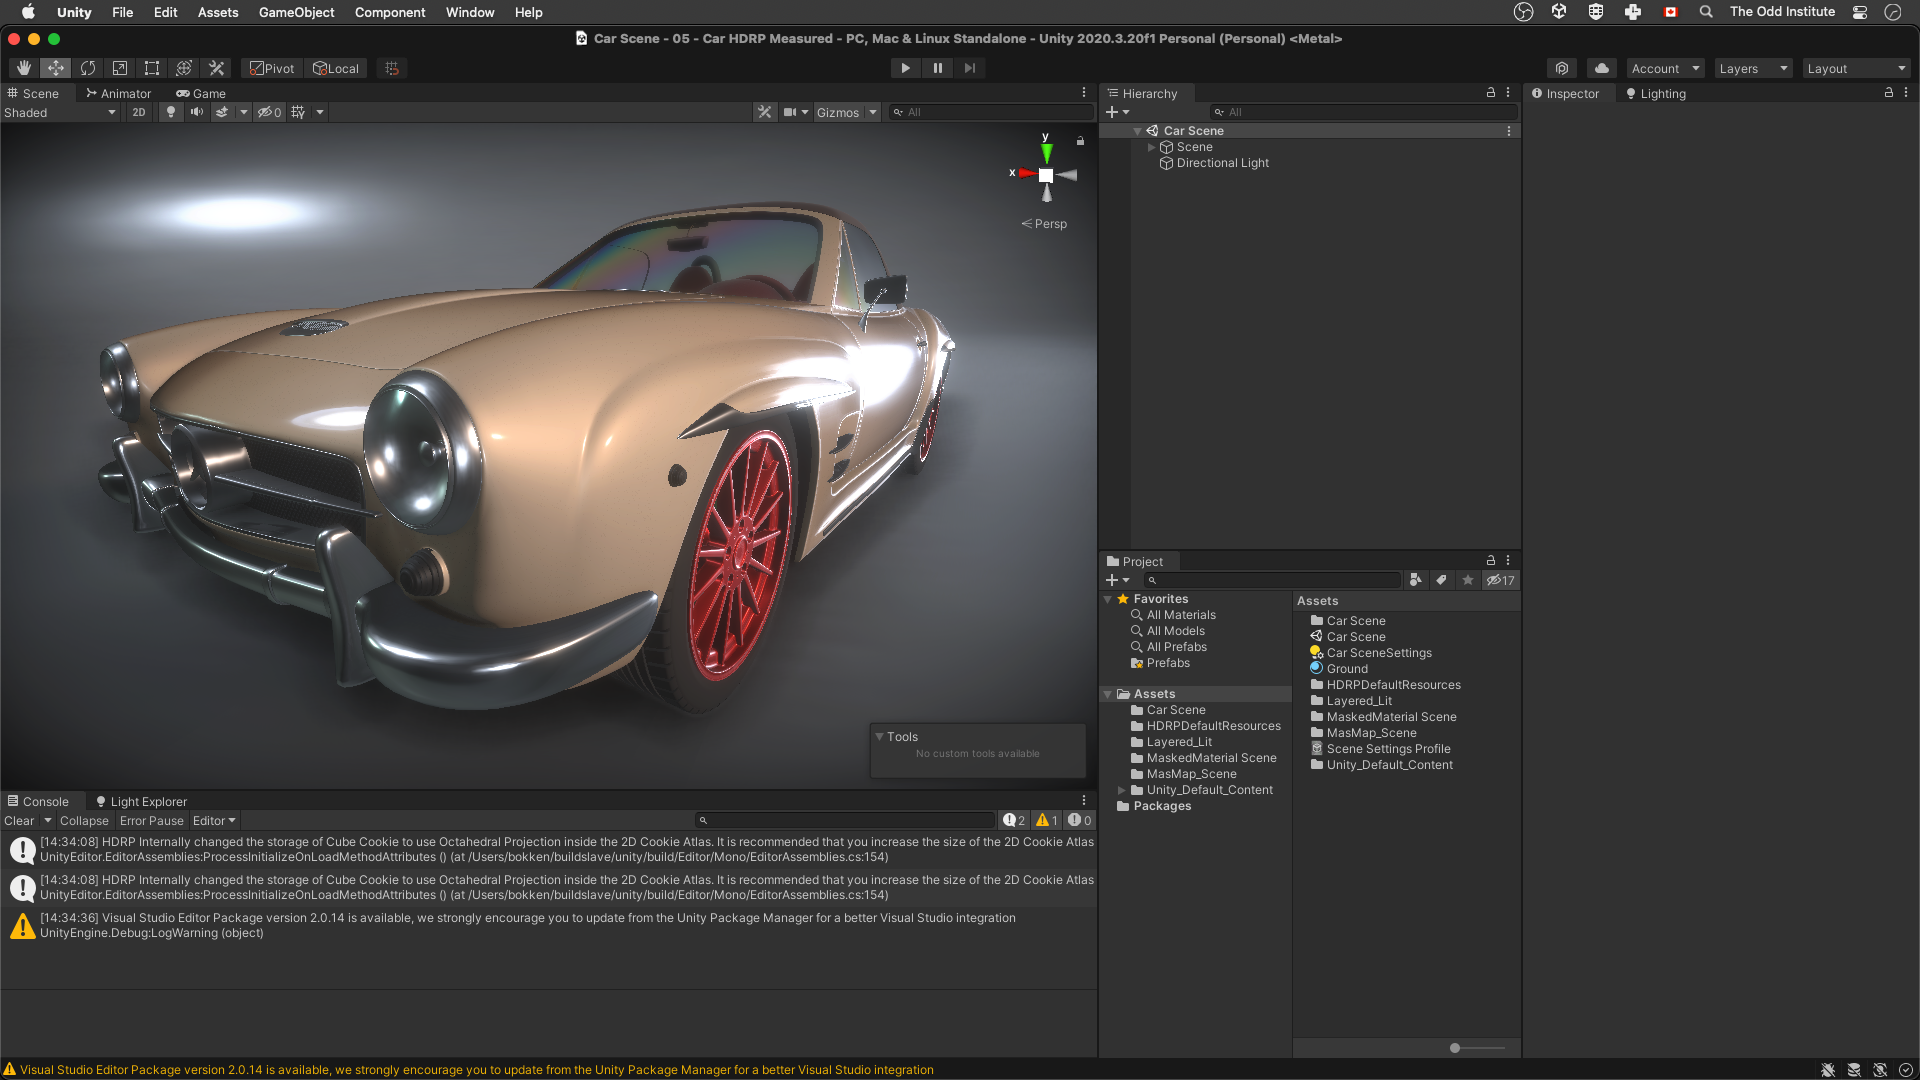 Unity File Edit Assets GameObject Component Window Help The Odd Institute
Car Scene - 05 - Car HDRP Measured - PC, Mac & Linux Standalone - Unity 2020.3.20f1 Personal (Personal) <Metal>
Pivot Local Account Layers Layout
Scene Animator Game
Shaded 2D 0 Gizmos All
y
x
Persp
Tools
No custom tools available
Hierarchy
All
Car Scene
Scene
Directional Light
Inspector Lighting
Project
17
Favorites
All Materials
All Models
All Prefabs
Prefabs
Assets
Car Scene
HDRPDefaultResources
Layered_Lit
MaskedMaterial Scene
MasMap_Scene
Unity_Default_Content
Packages
Assets
Car Scene
Car Scene
Car SceneSettings
Ground
HDRPDefaultResources
Layered_Lit
MaskedMaterial Scene
MasMap_Scene
Scene Settings Profile
Unity_Default_Content
Console Light Explorer
Clear Collapse Error Pause Editor 2 1 0
[14:34:08] HDRP Internally changed the storage of Cube Cookie to use Octahedral Projection inside the 2D Cookie Atlas. It is recommended that you increase the size of the 2D Cookie Atlas
UnityEditor.EditorAssemblies:ProcessInitializeOnLoadMethodAttributes () (at /Users/bokken/buildslave/unity/build/Editor/Mono/EditorAssemblies.cs:154)
[14:34:08] HDRP Internally changed the storage of Cube Cookie to use Octahedral Projection inside the 2D Cookie Atlas. It is recommended that you increase the size of the 2D Cookie Atlas
UnityEditor.EditorAssemblies:ProcessInitializeOnLoadMethodAttributes () (at /Users/bokken/buildslave/unity/build/Editor/Mono/EditorAssemblies.cs:154)
[14:34:36] Visual Studio Editor Package version 2.0.14 is available, we strongly encourage you to update from the Unity Package Manager for a better Visual Studio integration
UnityEngine.Debug:LogWarning (object)
Visual Studio Editor Package version 2.0.14 is available, we strongly encourage you to update from the Unity Package Manager for a better Visual Studio integration